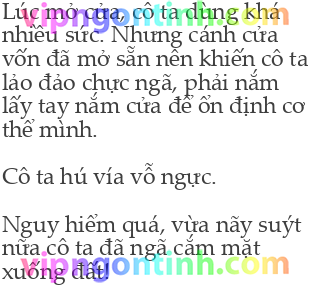 Lúc mở cửa, cô ta dùng khá
nhiều sức. Nhưng cánh cửa
vốn đã mở sẵn nên khiến cô ta
lảo đảo chực ngã, phải nắm
lấy tay nắm cửa để ổn định cơ
thể mình.
Cô ta hú vía vỗ ngực.
Nguy hiểm quá, vừa nãy suýt
nữa cô ta đã ngã cắm mặt
xuống đất!
vipngontinh.com
vipngontinh.com